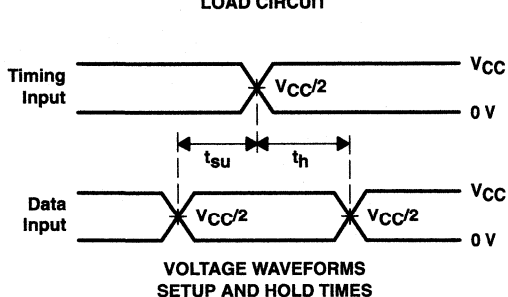 LOAD CIRCUIT
Timing
Input
VCC
VCC/2
0 V
tsu
th
Data
Input
VCC
VCC/2
VCC/2
0 V
VOLTAGE WAVEFORMS
SETUP AND HOLD TIMES